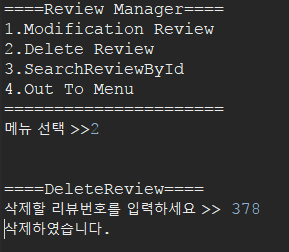 ====Review Manager====
1.Modification Review
2.Delete Review
3.SearchReviewById
4.Out To Menu
======================
메뉴 선택 >>2
====DeleteReview====
삭제할 리뷰번호를 입력하세요 >> 378
삭제하였습니다.